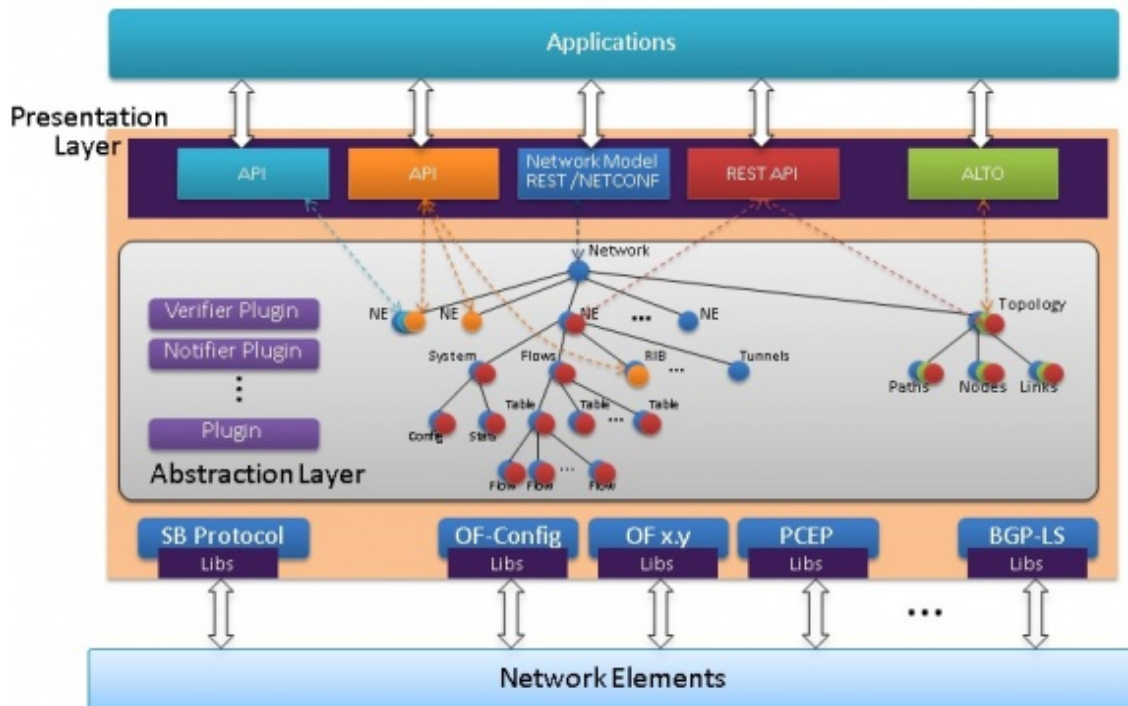 Applications
Presentation
Layer
API
API
Network Model
REST /NETCONF
REST API
ALTO
Network
Verifier Plugin
NE
NE
NE
...
NE
Topology
Notifier Plugin
System
Flows
RIB
...
Tunnels
Paths
Nodes
Links
Plugin
Table
Table
...
Table
Config
Stats
Abstraction Layer
Flow
Flow
...
Flow
SB Protocol
Libs
OF-Config
Libs
OF x.y
Libs
PCEP
Libs
BGP-LS
Libs
...
Network Elements